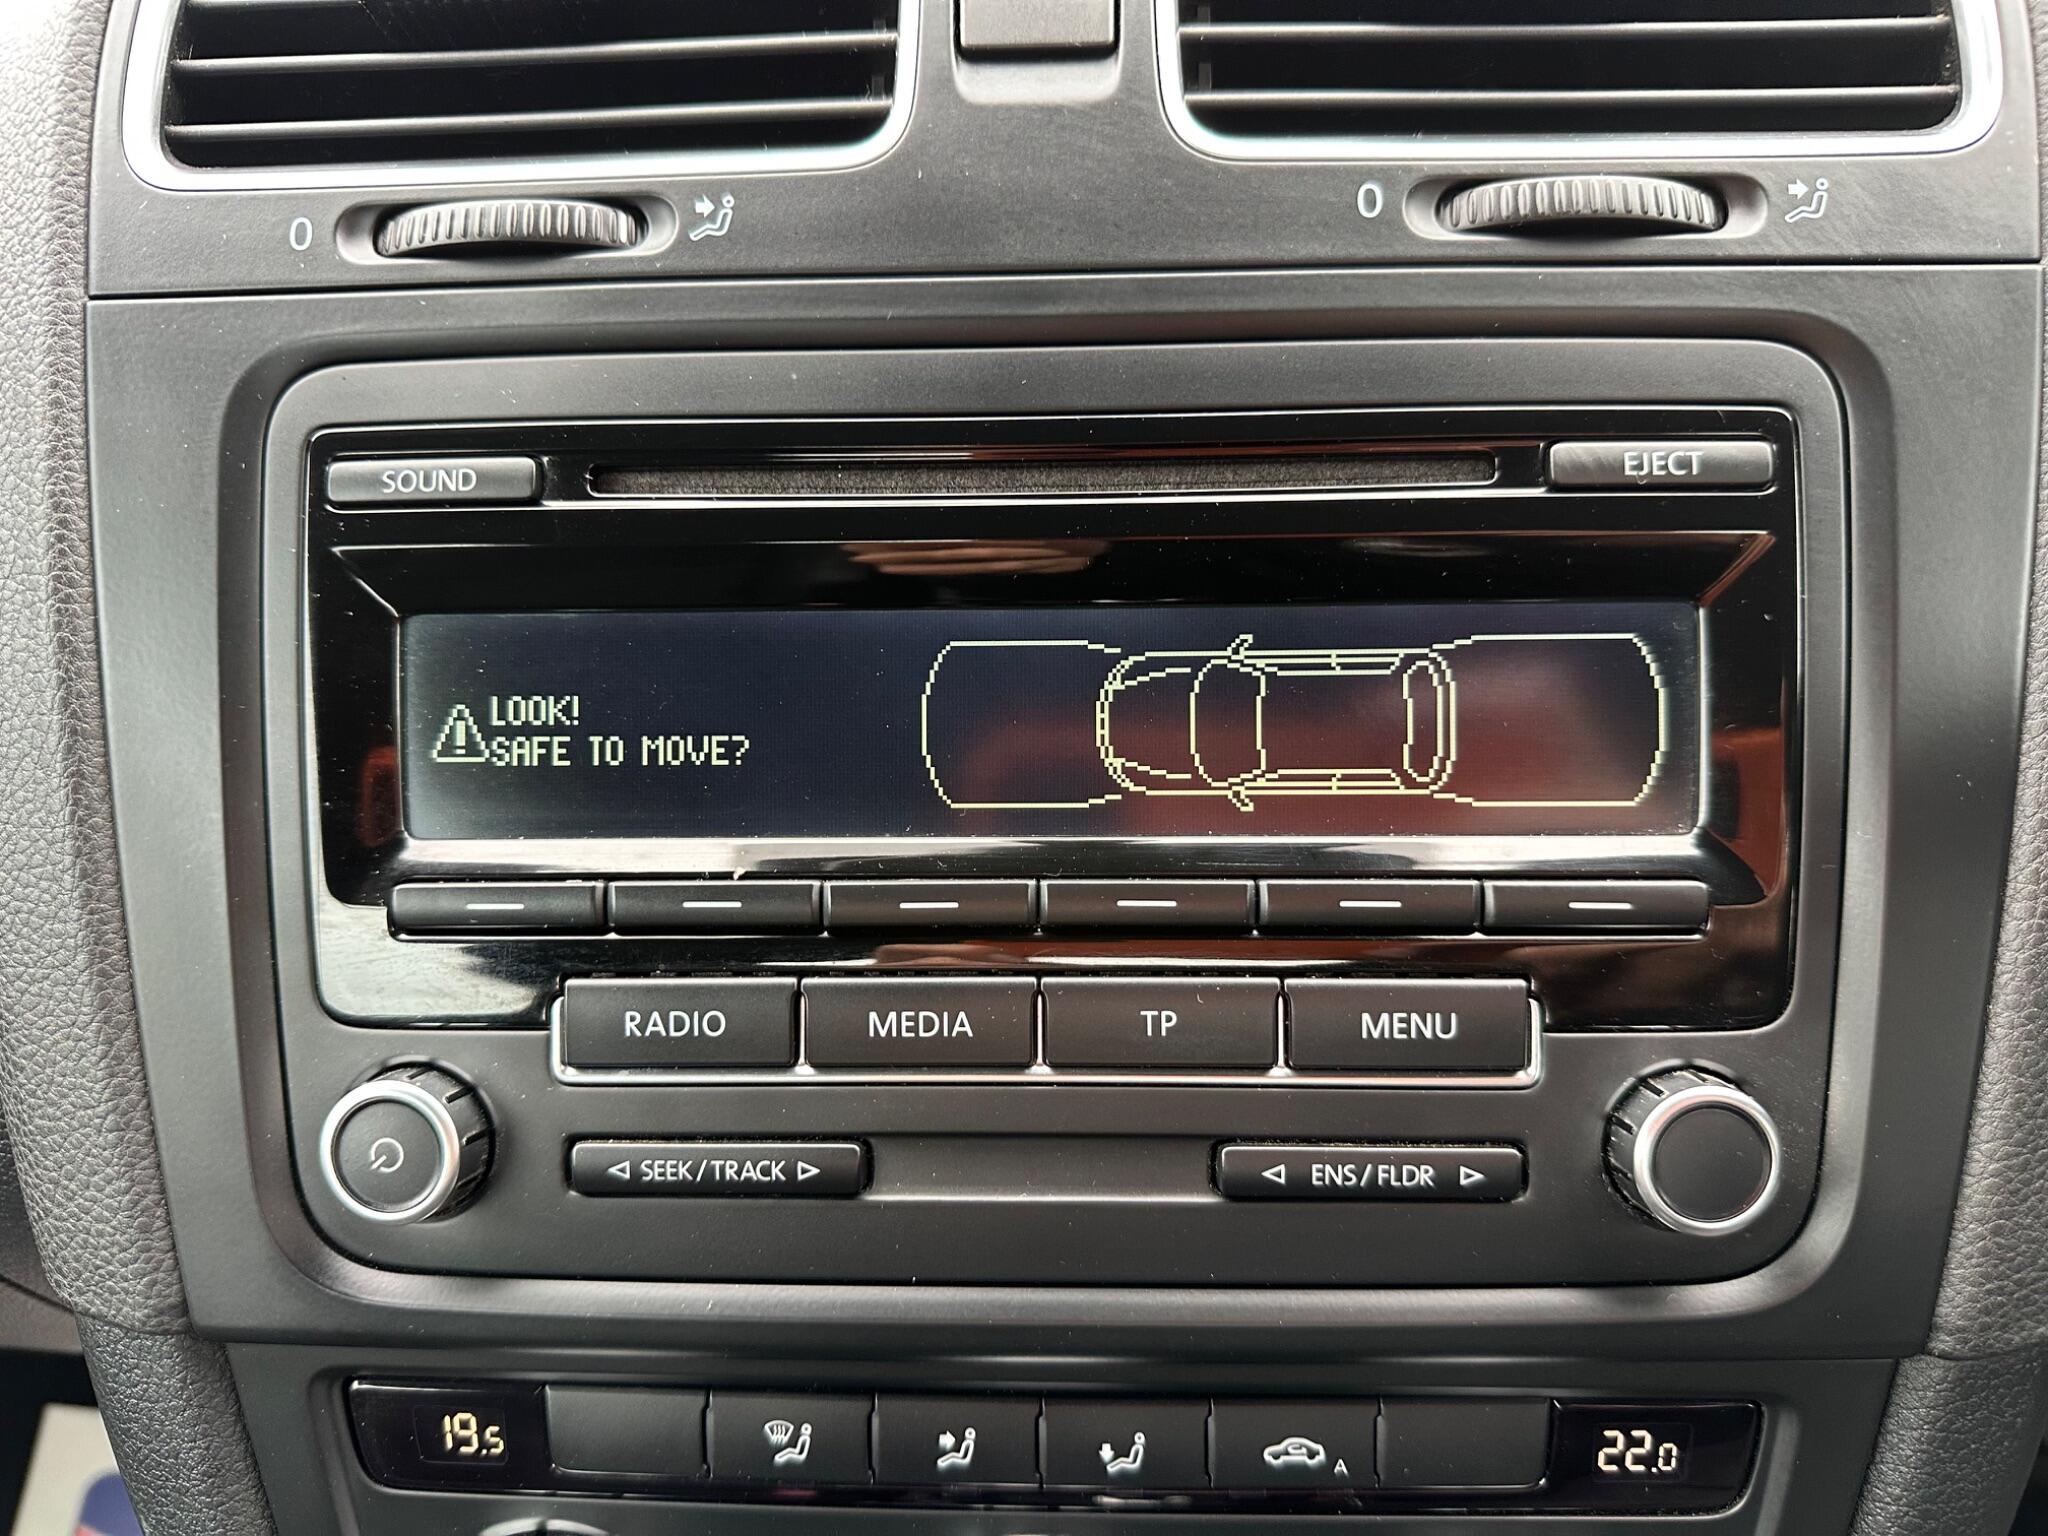 0
0
SOUND
EJECT
LOOK!
SAFE TO MOVE?
RADIO
MEDIA
TP
MENU
SEEK/TRACK
ENS/FLDR
19.5
A
22.0